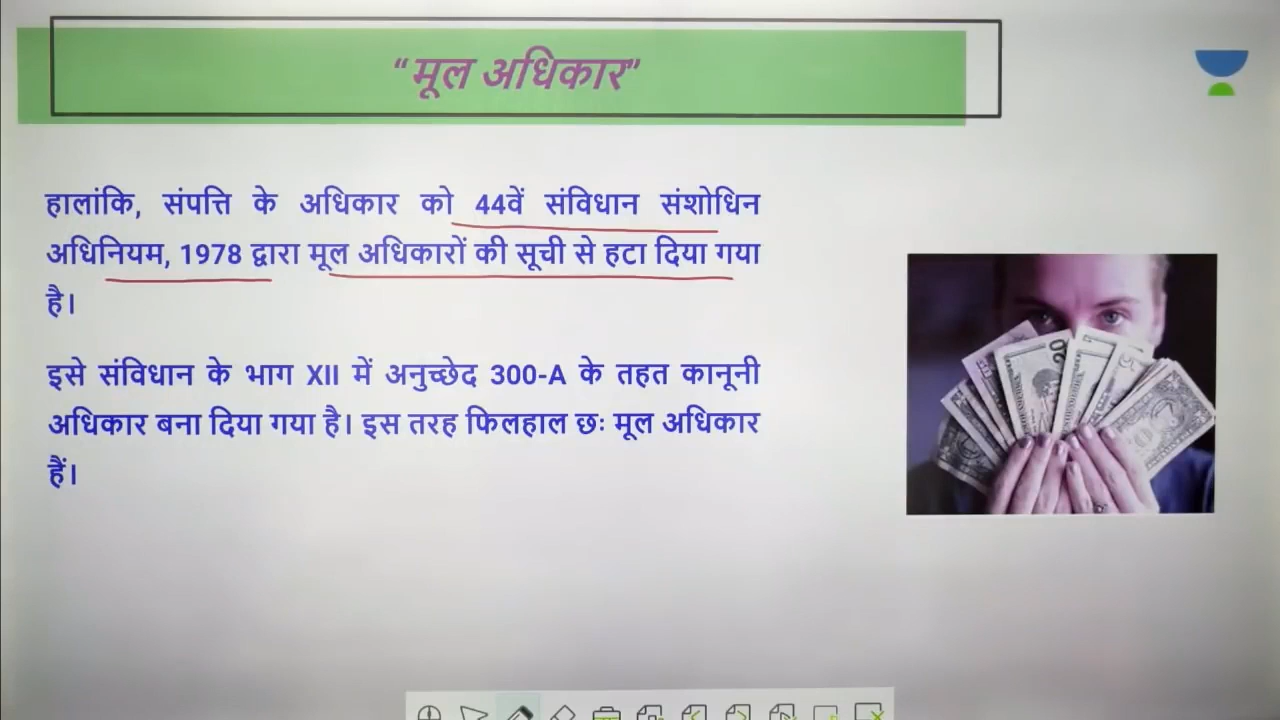 “मूल अधिकार”
हालांकि, संपत्ति के अधिकार को 44वें संविधान संशोधिन
अधिनियम, 1978 द्वारा मूल अधिकारों की सूची से हटा दिया गया
है।
इसे संविधान के भाग XII में अनुच्छेद 300-A के तहत कानूनी
अधिकार बना दिया गया है। इस तरह फिलहाल छः मूल अधिकार
हैं।